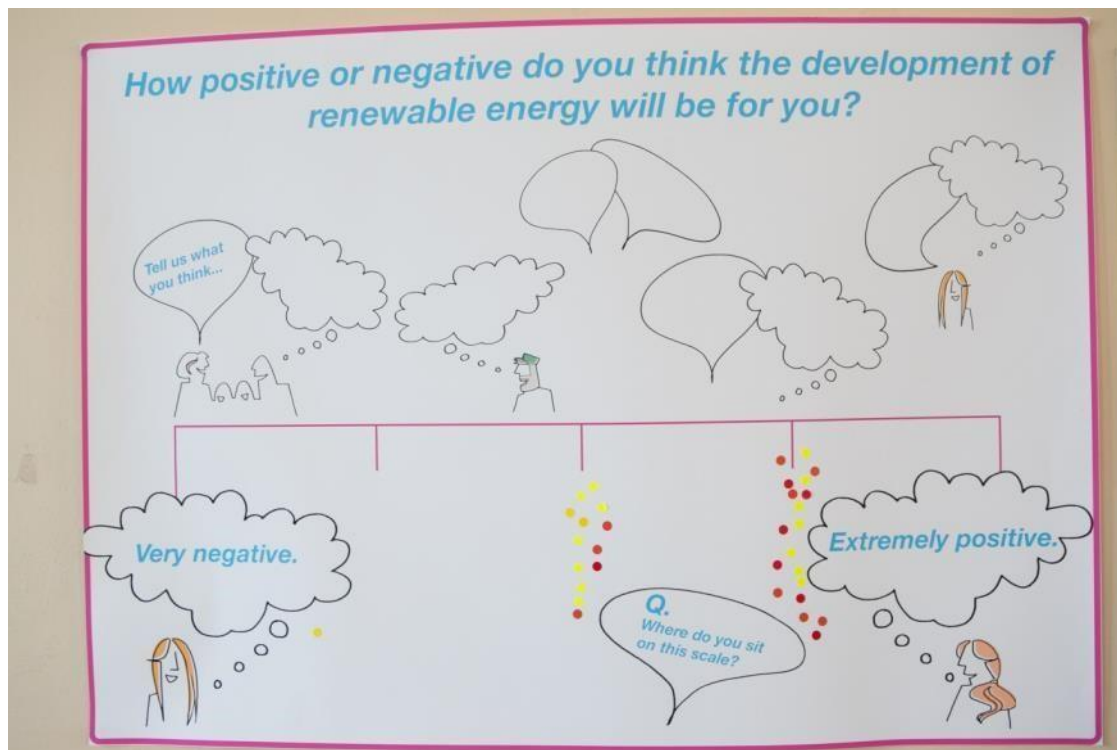 How positive or negative do you think the development of
renewable energy will be for you?
Tell us what
you think...
Very negative.
Extremely positive.
Q.
Where do you sit
on this scale?